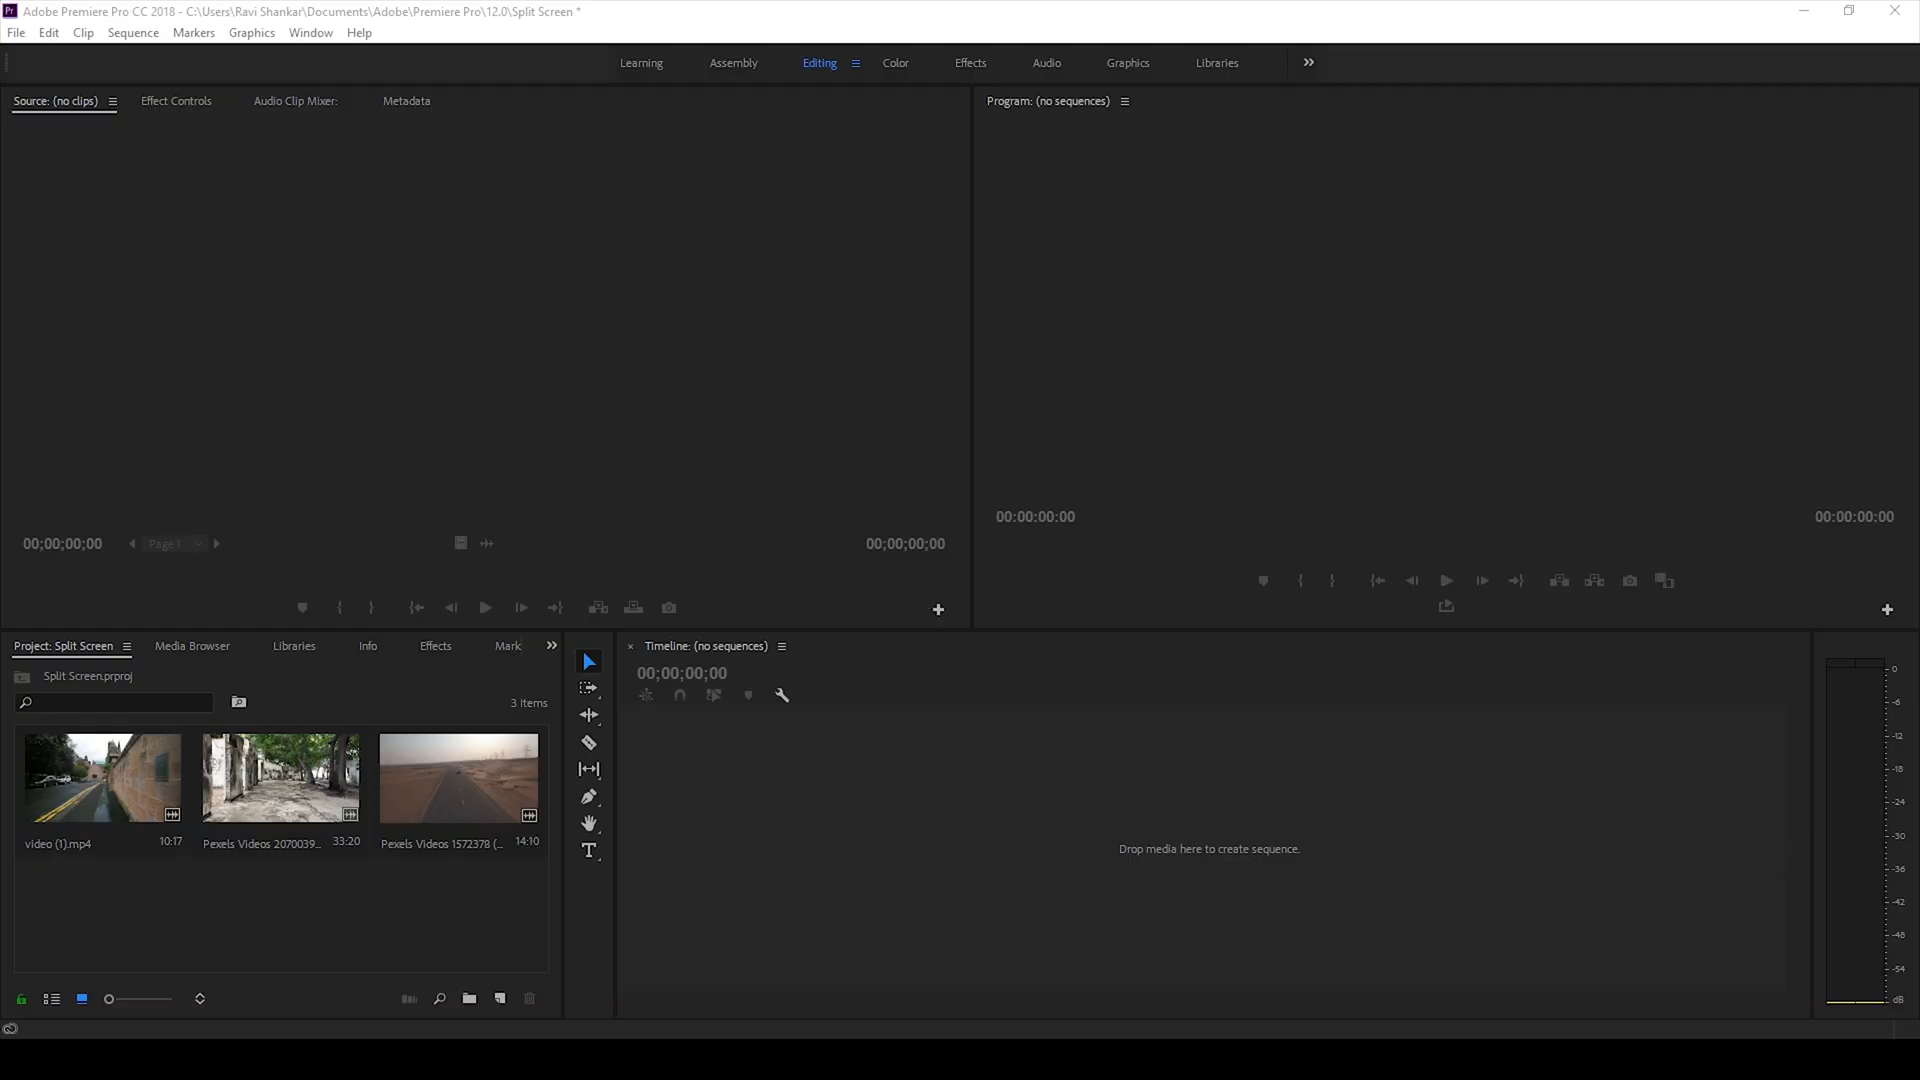 Pr Adobe Premiere Pro CC 2018 - C:\Users\Ravi Shankar\Documents\Adobe\Premiere Pro\12.0\Split Screen *
File Edit Clip Sequence Markers Graphics Window Help
Learning Assembly Editing Color Effects Audio Graphics Libraries
Source: (no clips) Effect Controls Audio Clip Mixer: Metadata
Program: (no sequences)
00:00:00:00 00:00:00:00
00;00;00;00 Page 1 00;00;00;00
Project: Split Screen Media Browser Libraries Info Effects Mark
Split Screen.prproj
3 Items
video (1).mp4 10:17
Pexels Videos 2070039... 33:20
Pexels Videos 1572378 (... 14:10
T
Timeline: (no sequences)
00;00;00;00
Drop media here to create sequence.
0
-6
-12
-18
-24
-30
-36
-42
-48
-54
dB